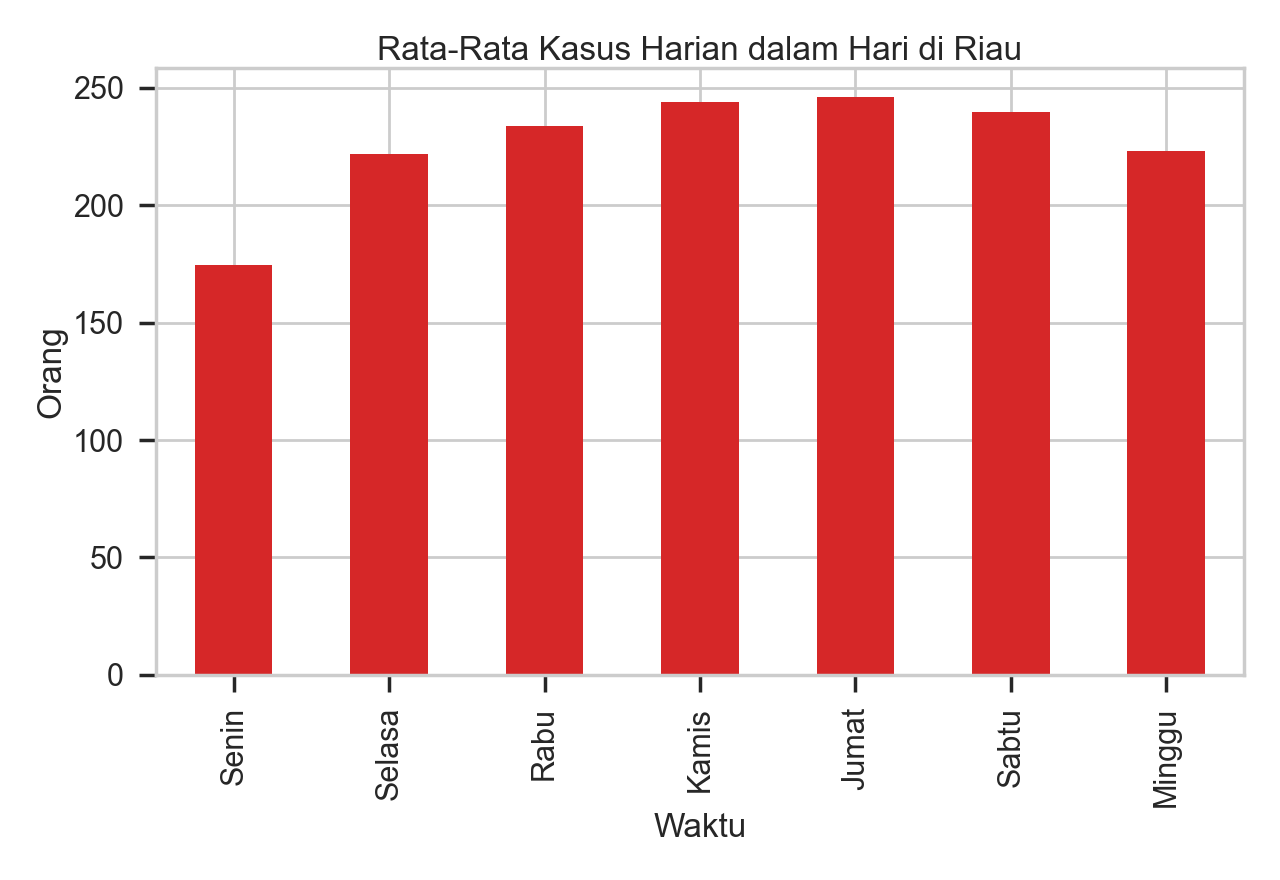 Rata-Rata Kasus Harian dalam Hari di Riau
250
200
150
100
50
0
Orang
Senin
Selasa
Rabu
Kamis
Jumat
Sabtu
Minggu
Waktu